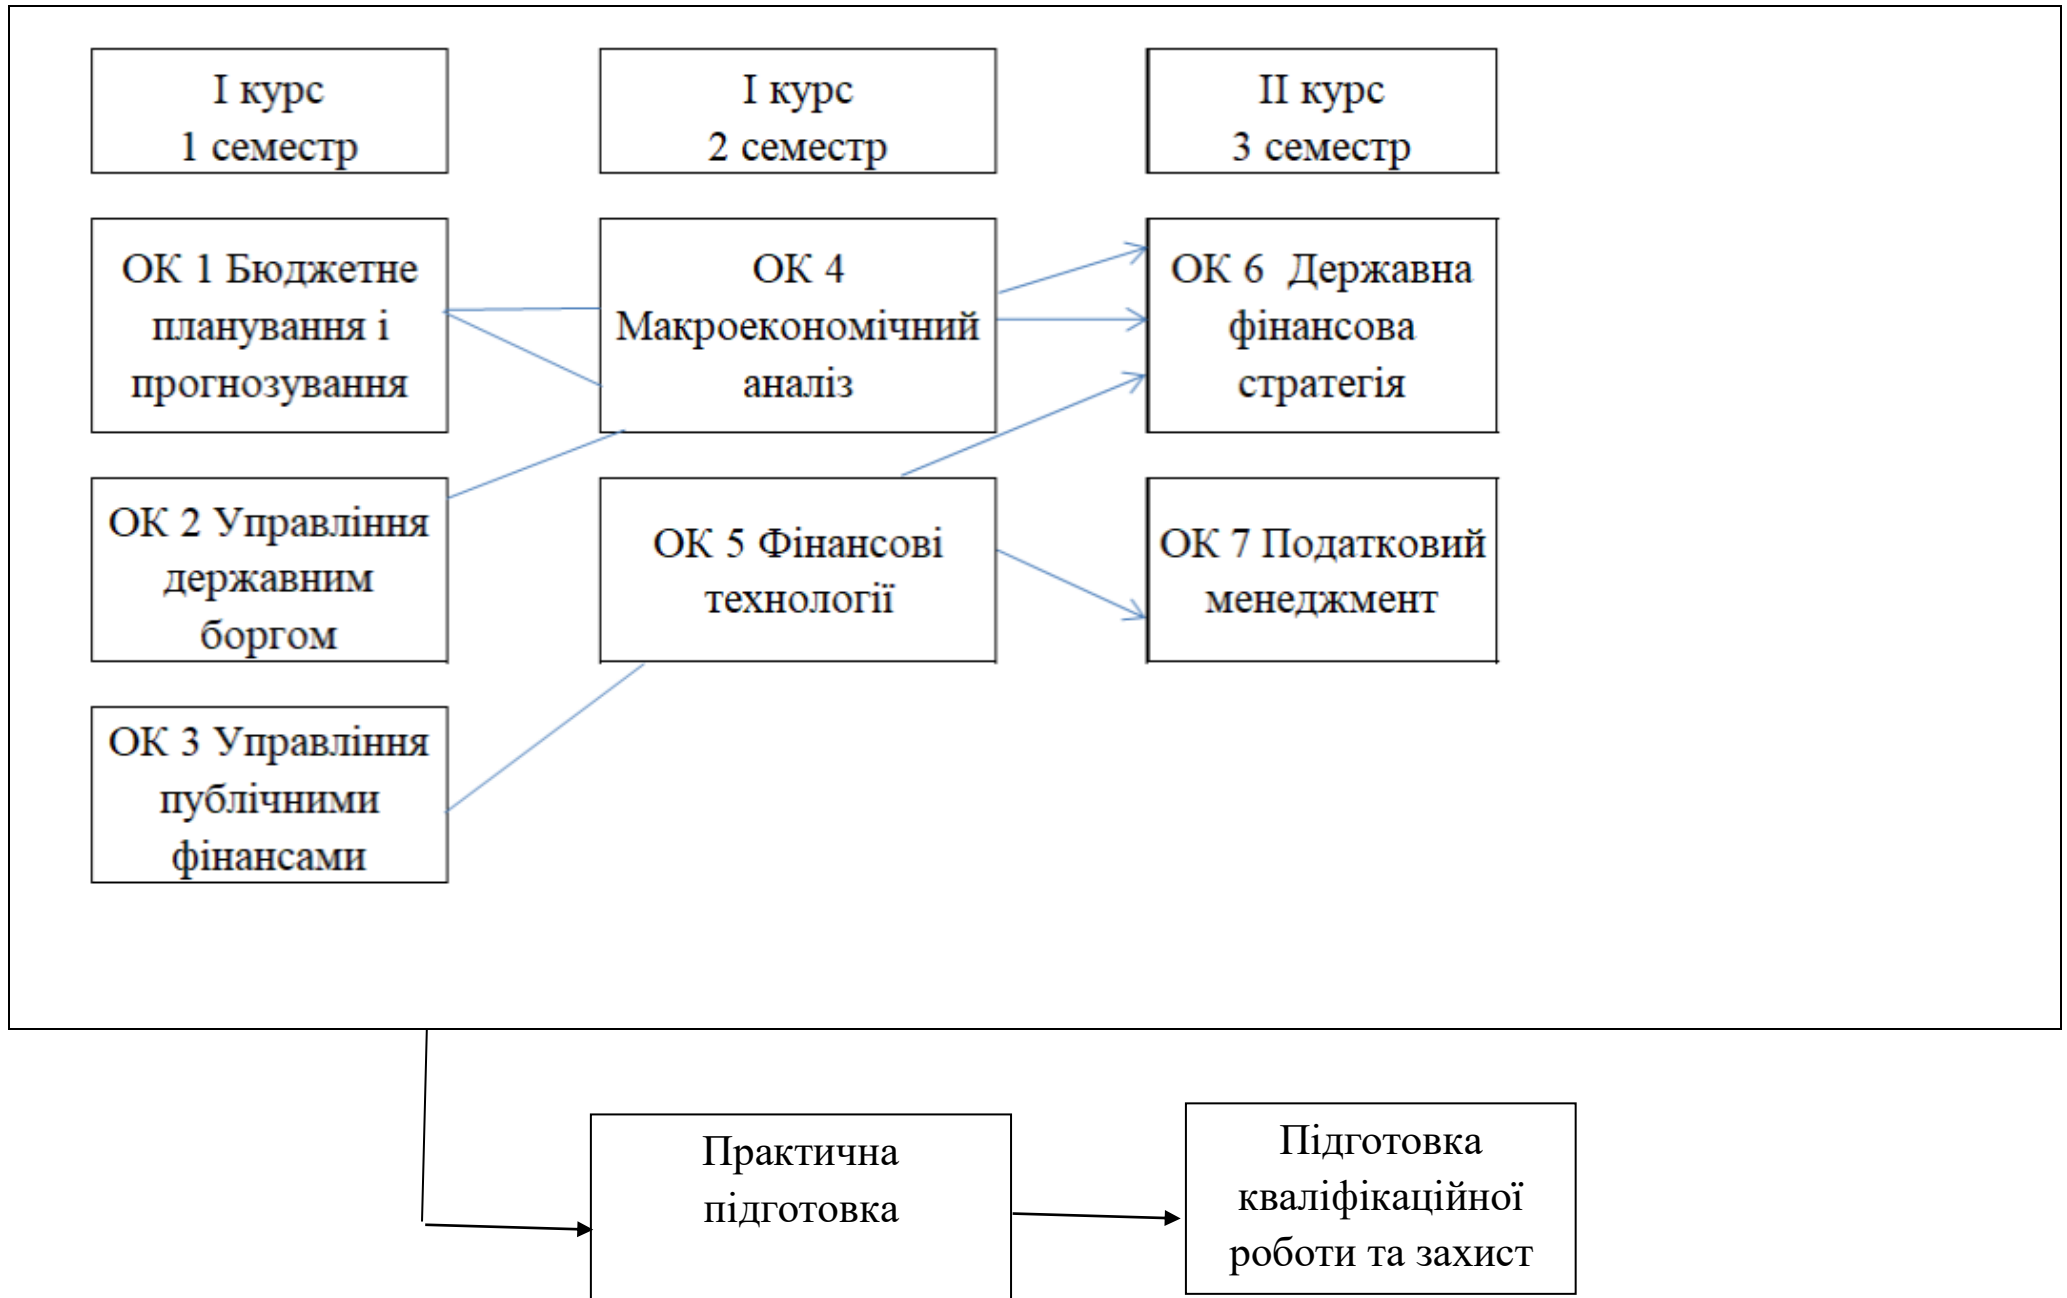 І курс
1 семестр
І курс
2 семестр
ІІ курс
3 семестр
ОК 1 Бюджетне
планування і
прогнозування
ОК 4
Макроекономічний
аналіз
ОК 6 Державна
фінансова
стратегія
ОК 2 Управління
державним
боргом
ОК 5 Фінансові
технології
ОК 7 Податковий
менеджмент
ОК 3 Управління
публічними
фінансами
Практична
підготовка
Підготовка
кваліфікаційної
роботи та захист